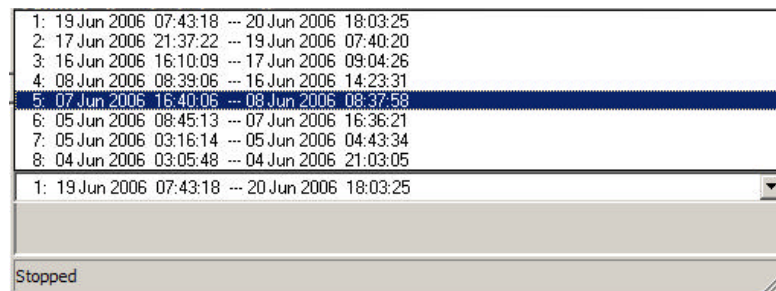 1: 19 Jun 2006 07:43:18 --- 20 Jun 2006 18:03:25
2: 17 Jun 2006 21:37:22 --- 19 Jun 2006 07:40:20
3: 16 Jun 2006 16:10:09 --- 17 Jun 2006 09:04:26
4: 08 Jun 2006 08:39:06 --- 16 Jun 2006 14:23:31
5: 07 Jun 2006 16:40:06 --- 08 Jun 2006 08:37:58
6: 05 Jun 2006 08:45:13 --- 07 Jun 2006 16:36:21
7: 05 Jun 2006 03:16:14 --- 05 Jun 2006 04:43:34
8: 04 Jun 2006 03:05:48 --- 04 Jun 2006 21:03:05
1: 19 Jun 2006 07:43:18 --- 20 Jun 2006 18:03:25
Stopped